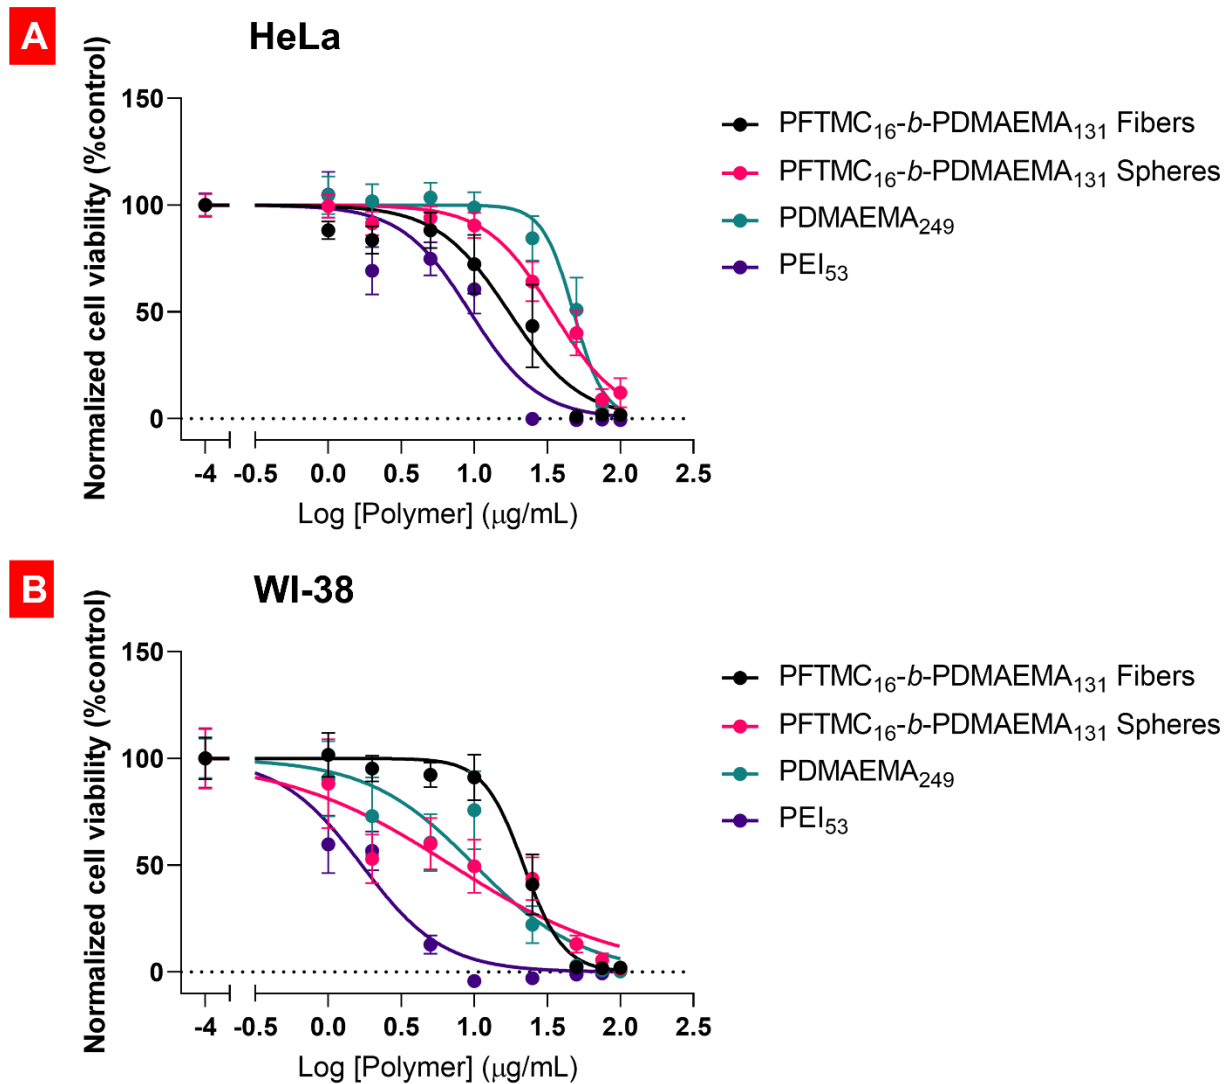 A
HeLa
Normalized cell viability (%control)
150
100
50
0
-4 -0.5 0.0 0.5 1.0 1.5 2.0 2.5
Log [Polymer] (μg/mL)
PFTMC16-b-PDMAEMA131 Fibers
PFTMC16-b-PDMAEMA131 Spheres
PDMAEMA249
PEI53
B
WI-38
Normalized cell viability (%control)
150
100
50
0
-4 -0.5 0.0 0.5 1.0 1.5 2.0 2.5
Log [Polymer] (μg/mL)
PFTMC16-b-PDMAEMA131 Fibers
PFTMC16-b-PDMAEMA131 Spheres
PDMAEMA249
PEI53